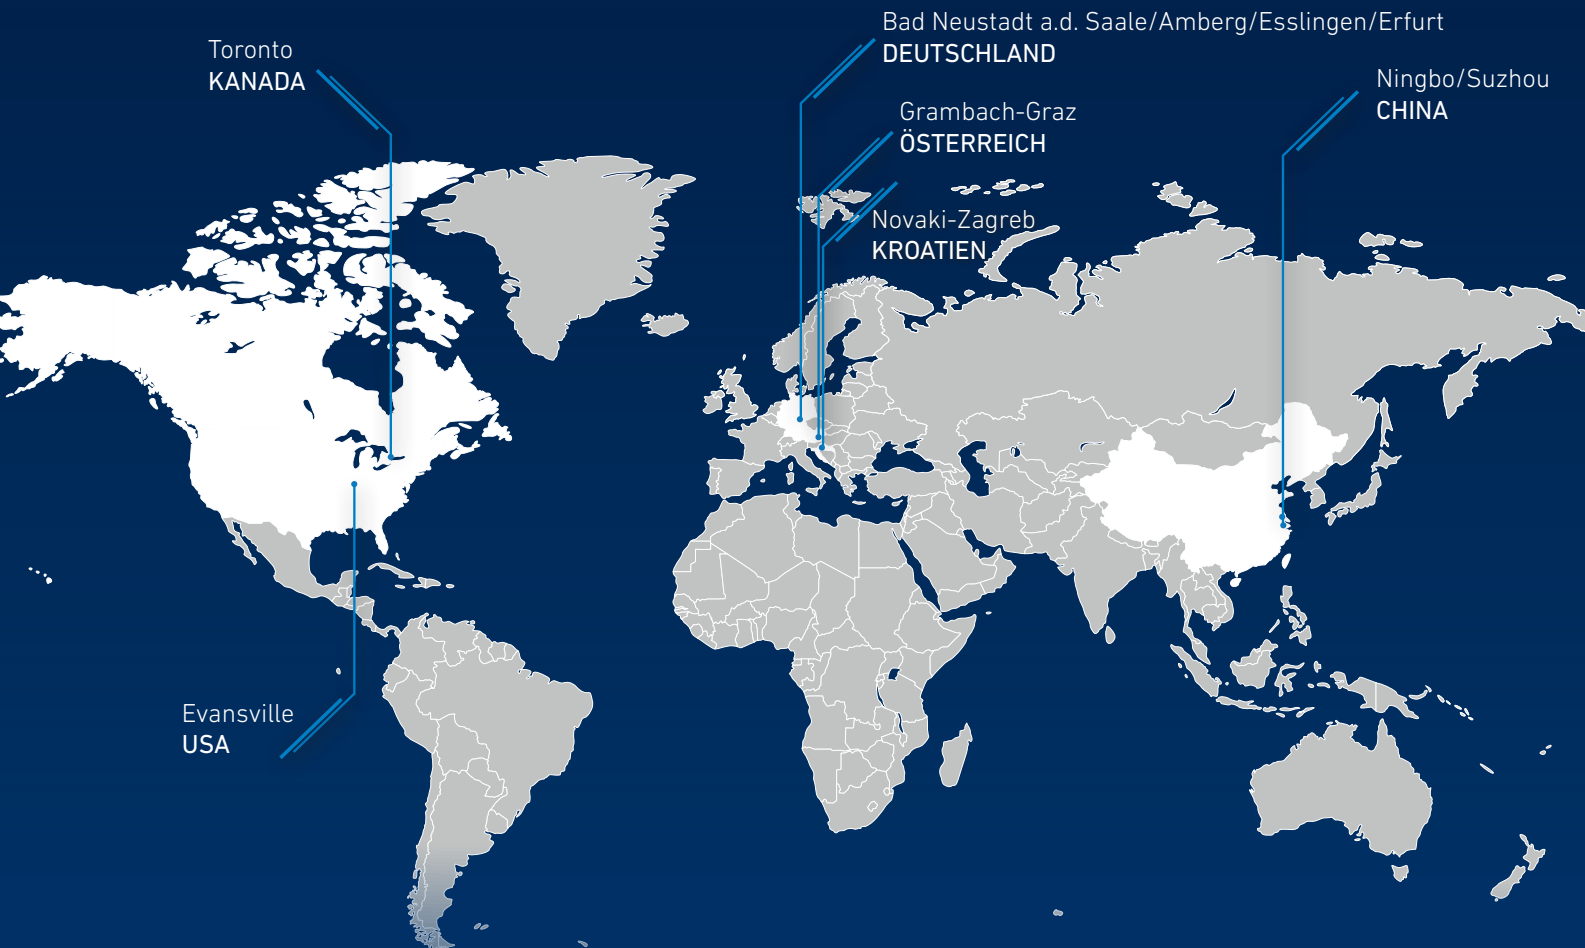 Toronto
KANADA
Bad Neustadt a.d. Saale/Amberg/Esslingen/Erfurt
DEUTSCHLAND
Ningbo/Suzhou
CHINA
Grambach-Graz
ÖSTERREICH
Novaki-Zagreb
KROATIEN
Evansville
USA